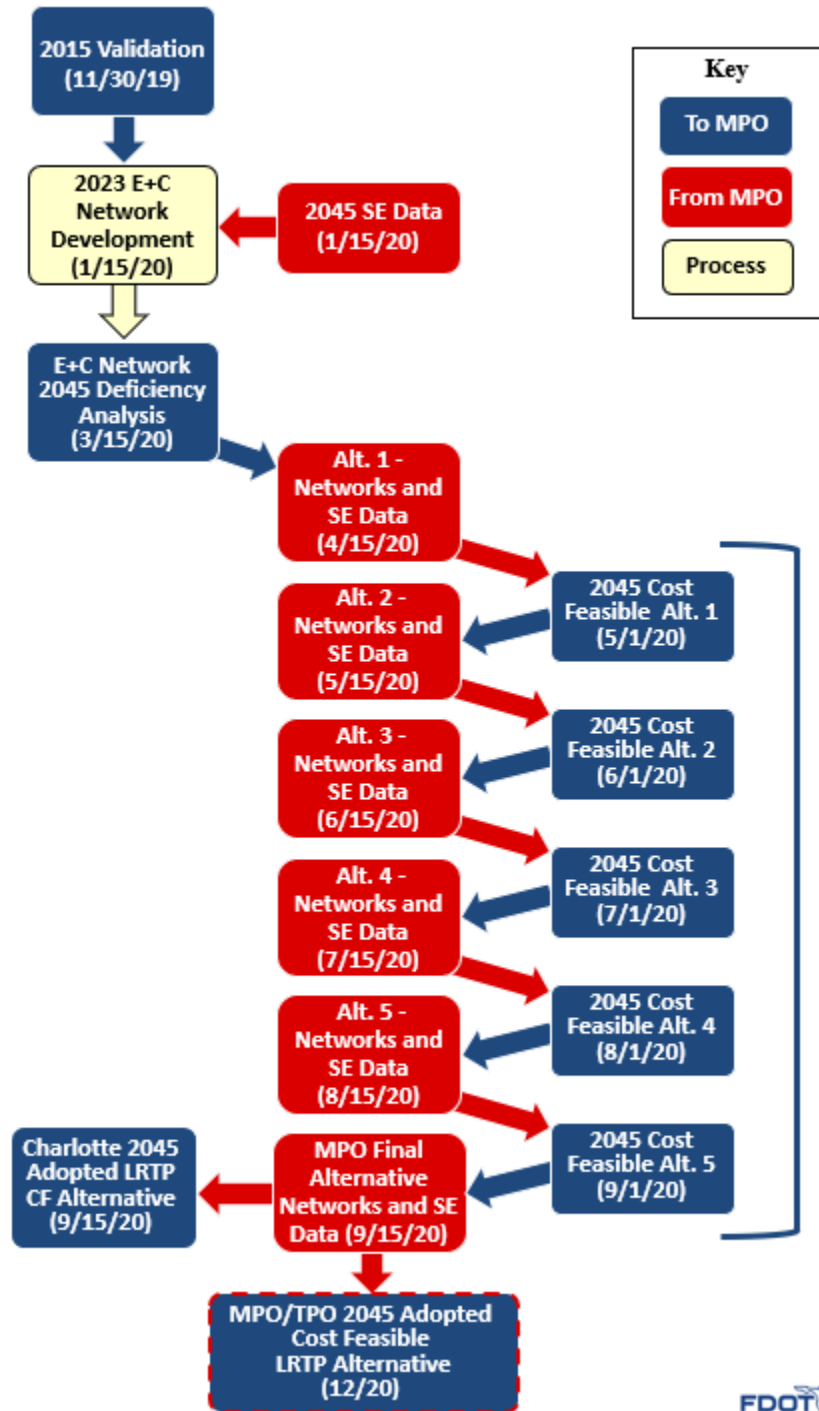 2015 Validation
(11/30/19)
Key
To MPO
From MPO
Process
2023 E+C
Network
Development
(1/15/20)
2045 SE Data
(1/15/20)
E+C Network
2045 Deficiency
Analysis
(3/15/20)
Alt. 1 -
Networks and
SE Data
(4/15/20)
2045 Cost
Feasible Alt. 1
(5/1/20)
Alt. 2 -
Networks and
SE Data
(5/15/20)
2045 Cost
Feasible Alt. 2
(6/1/20)
Alt. 3 -
Networks and
SE Data
(6/15/20)
2045 Cost
Feasible Alt. 3
(7/1/20)
Alt. 4 -
Networks and
SE Data
(7/15/20)
2045 Cost
Feasible Alt. 4
(8/1/20)
Alt. 5 -
Networks and
SE Data
(8/15/20)
2045 Cost
Feasible Alt. 5
(9/1/20)
Charlotte 2045
Adopted LRTP
CF Alternative
(9/15/20)
MPO Final
Alternative
Networks and SE
Data (9/15/20)
MPO/TPO 2045 Adopted
Cost Feasible
LRTP Alternative
(12/20)
FDOT